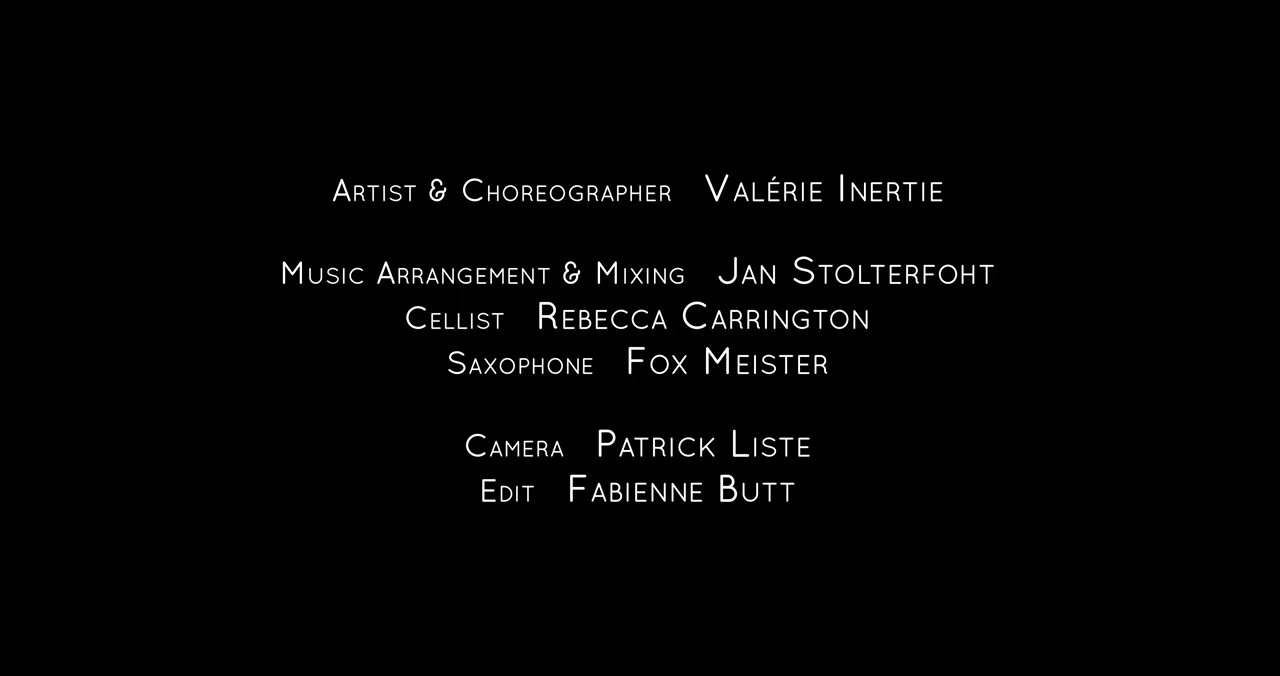 Artist & Choreographer Valérie Inertie
Music Arrangement & Mixing Jan Stolterfoht
Cellist Rebecca Carrington
Saxophone Fox Meister
Camera Patrick Liste
Edit Fabienne Butt